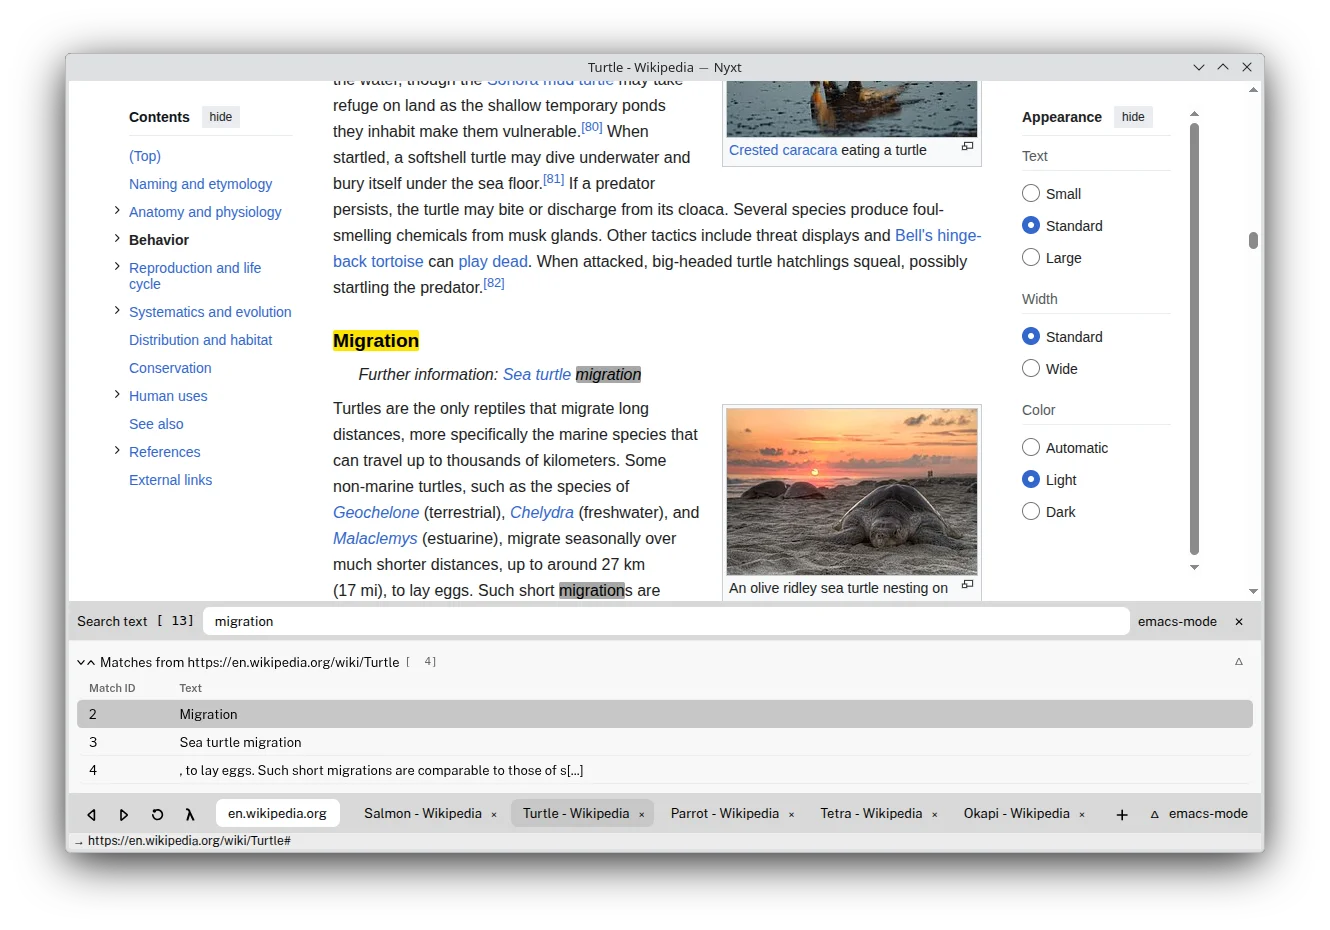 Turtle - Wikipedia — Nyxt
Contents hide
(Top)
Naming and etymology
Anatomy and physiology
Behavior
Reproduction and life
cycle
Systematics and evolution
Distribution and habitat
Conservation
Human uses
See also
References
External links
the water, though the Sonora mud turtle may take
refuge on land as the shallow temporary ponds
they inhabit make them vulnerable.[80] When
startled, a softshell turtle may dive underwater and
bury itself under the sea floor.[81] If a predator
persists, the turtle may bite or discharge from its cloaca. Several species produce foul-
smelling chemicals from musk glands. Other tactics include threat displays and Bell's hinge-
back tortoise can play dead. When attacked, big-headed turtle hatchlings squeal, possibly
startling the predator.[82]
Crested caracara eating a turtle
Migration
Further information: Sea turtle migration
Turtles are the only reptiles that migrate long
distances, more specifically the marine species that
can travel up to thousands of kilometers. Some
non-marine turtles, such as the species of
Geochelone (terrestrial), Chelydra (freshwater), and
Malaclemys (estuarine), migrate seasonally over
much shorter distances, up to around 27 km
(17 mi), to lay eggs. Such short migrations are
An olive ridley sea turtle nesting on
Appearance hide
Text
Small
Standard
Large
Width
Standard
Wide
Color
Automatic
Light
Dark
Search text [ 13] migration emacs-mode ×
Matches from https://en.wikipedia.org/wiki/Turtle [ 4]
Match ID Text
2 Migration
3 Sea turtle migration
4 , to lay eggs. Such short migrations are comparable to those of s[...]
λ en.wikipedia.org Salmon - Wikipedia × Turtle - Wikipedia × Parrot - Wikipedia × Tetra - Wikipedia × Okapi - Wikipedia × + emacs-mode
→ https://en.wikipedia.org/wiki/Turtle#